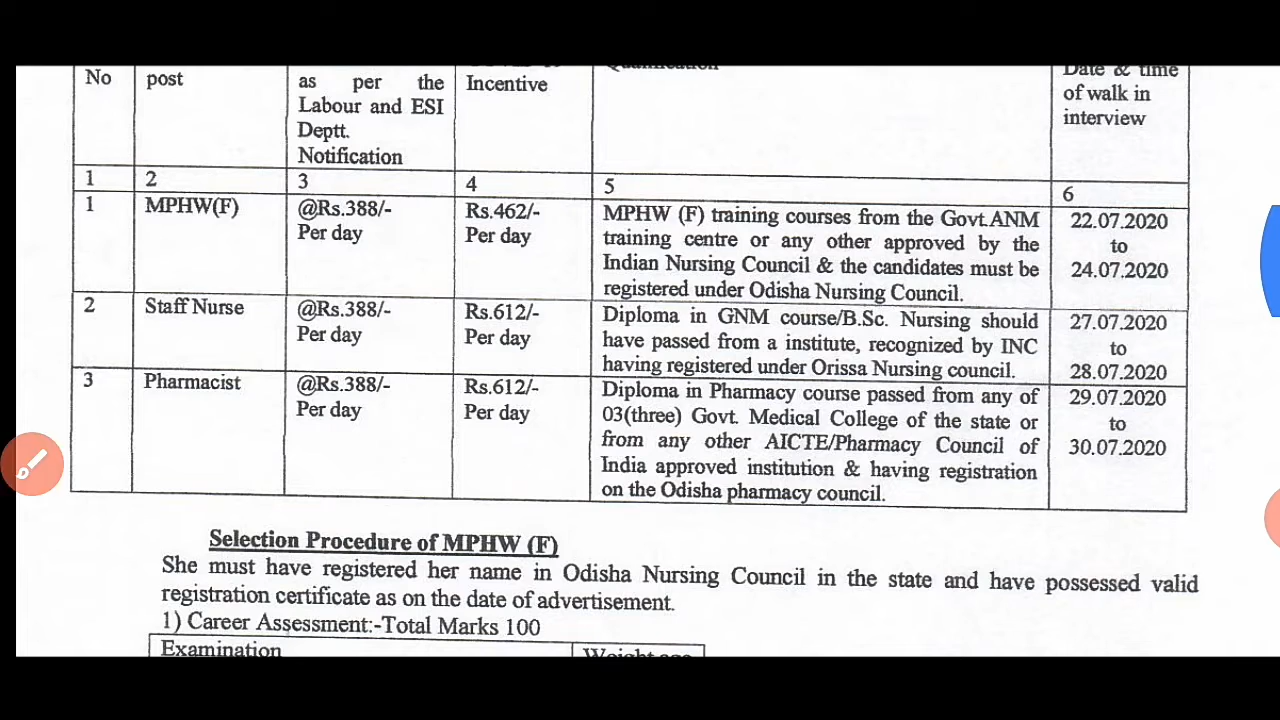 No
post
as per the
Labour and ESI
Deptt.
Notification
Incentive
Qualification
Date & time
of walk in
interview
1
2
3
4
5
6
1
MPHW(F)
@Rs.388/-
Per day
Rs.462/-
Per day
MPHW (F) training courses from the Govt.ANM
training centre or any other approved by the
Indian Nursing Council & the candidates must be
registered under Odisha Nursing Council.
22.07.2020
to
24.07.2020
2
Staff Nurse
@Rs.388/-
Per day
Rs.612/-
Per day
Diploma in GNM course/B.Sc. Nursing should
have passed from a institute, recognized by INC
having registered under Orissa Nursing council.
27.07.2020
to
28.07.2020
3
Pharmacist
@Rs.388/-
Per day
Rs.612/-
Per day
Diploma in Pharmacy course passed from any of
03(three) Govt. Medical College of the state or
from any other AICTE/Pharmacy Council of
India approved institution & having registration
on the Odisha pharmacy council.
29.07.2020
to
30.07.2020
Selection Procedure of MPHW (F)
She must have registered her name in Odisha Nursing Council in the state and have possessed valid
registration certificate as on the date of advertisement.
1) Career Assessment:-Total Marks 100
Examination
Weight age